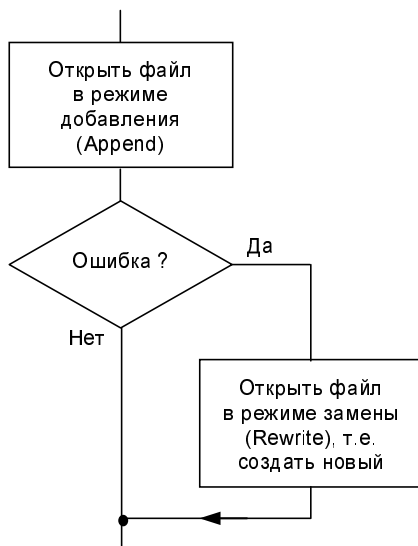 Открыть файл
в режиме
добавления
(Append)
Ошибка ?
Да
Нет
Открыть файл
в режиме замены
(Rewrite), т.е.
создать новый